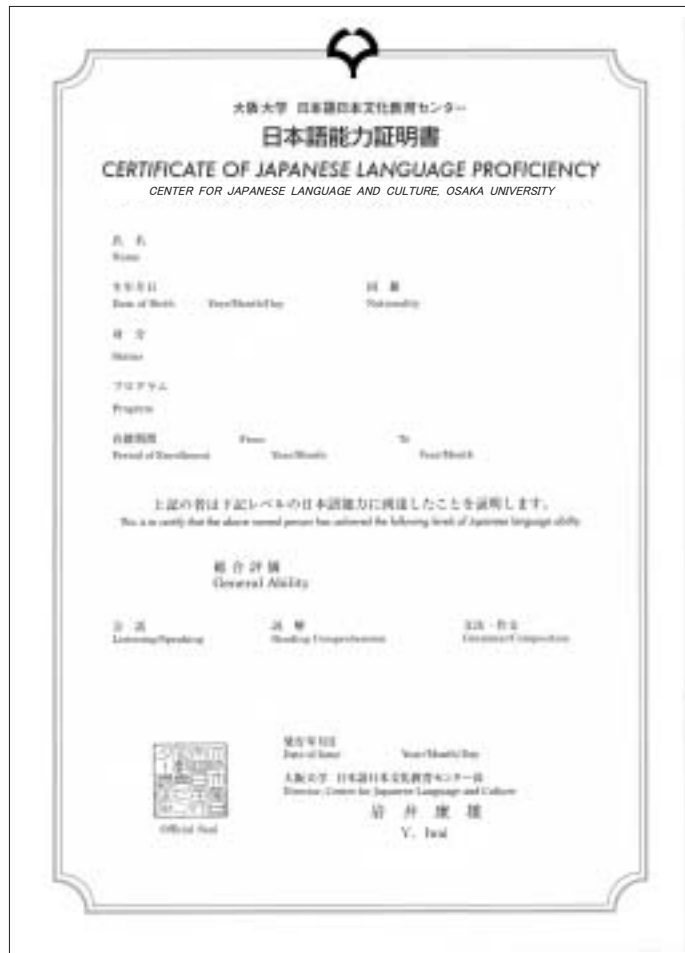 大阪大学 日本語日本文化教育センター
日本語能力証明書
CERTIFICATE OF JAPANESE LANGUAGE PROFICIENCY
CENTER FOR JAPANESE LANGUAGE AND CULTURE, OSAKA UNIVERSITY
氏 名
Name
生年月日 国 籍
Date of Birth Year/Month/Day Nationality
身 分
Status
プログラム
Program
在籍期間 From To
Period of Enrollment Year/Month Year/Month
上記の者は下記レベルの日本語能力に到達したことを証明します。
This is to certify that the above named person has achieved the following levels of Japanese language ability.
総合評価
General Ability
会 話 読 解 文法・作文
Listening/Speaking Reading Comprehension Grammar/Composition
発行年月日
Date of Issue Year/Month/Day
大阪大学 日本語日本文化教育センター長
Director, Center for Japanese Language and Culture
岩 井 康 雄
Official Seal Y. Iwai